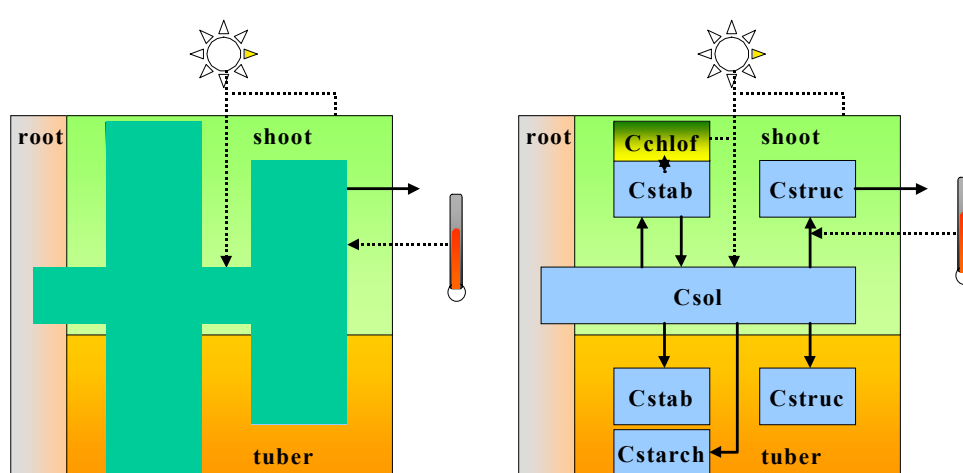 root
shoot
tuber
root
Cchlof
shoot
Cstab
Cstruc
Csol
Cstab
Cstruc
Cstarch
tuber